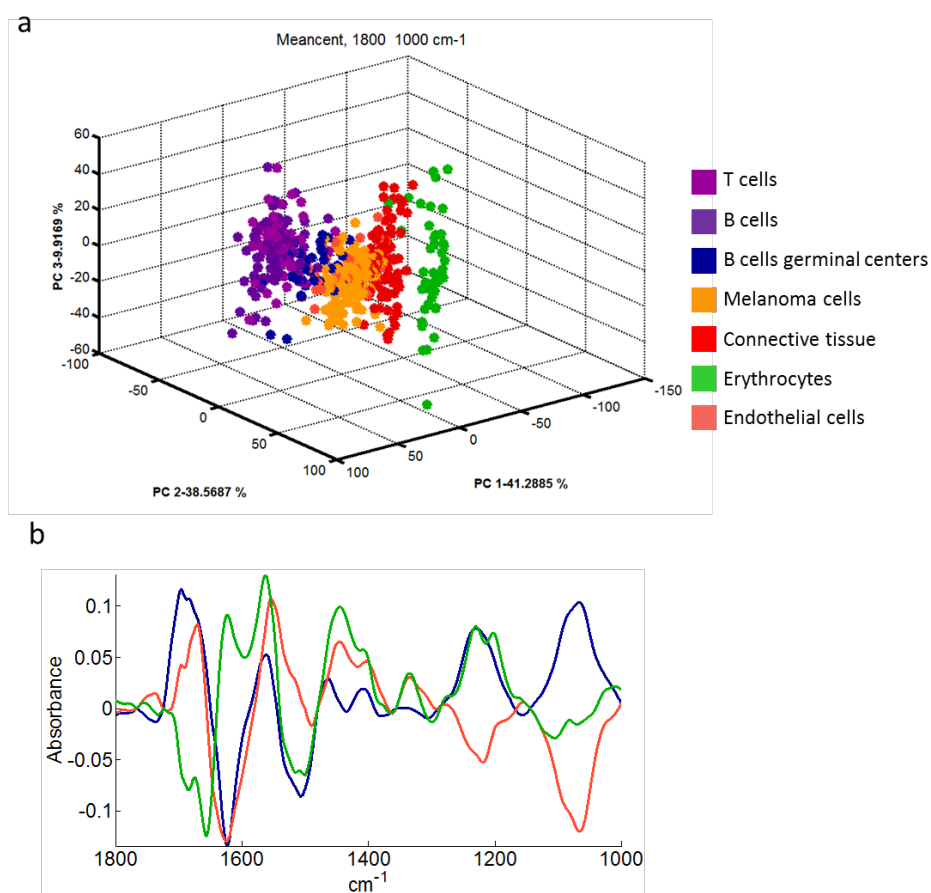 a
Meancent, 1800 1000 cm-1
60
40
20
0
-20
-40
-60
PC 3-9.9169 %
-100
-50
0
50
100
PC 2-38.5687 %
100
50
0
-50
-100
-150
PC 1-41.2885 %
T cells
B cells
B cells germinal centers
Melanoma cells
Connective tissue
Erythrocytes
Endothelial cells
b
0.1
0.05
0
-0.05
-0.1
Absorbance
1800
1600
1400
1200
1000
cm-1